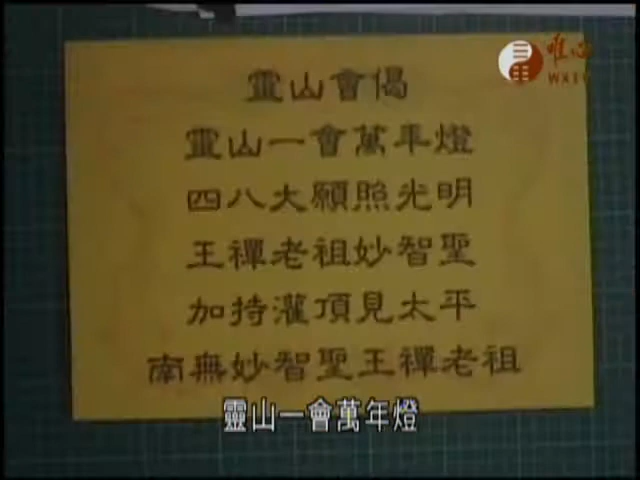 靈山會偈
靈山一會萬年燈
四八大願照光明
王禪老祖妙智聖
加持灌頂見太平
南無妙智聖王禪老祖
靈山一會萬年燈
唯心